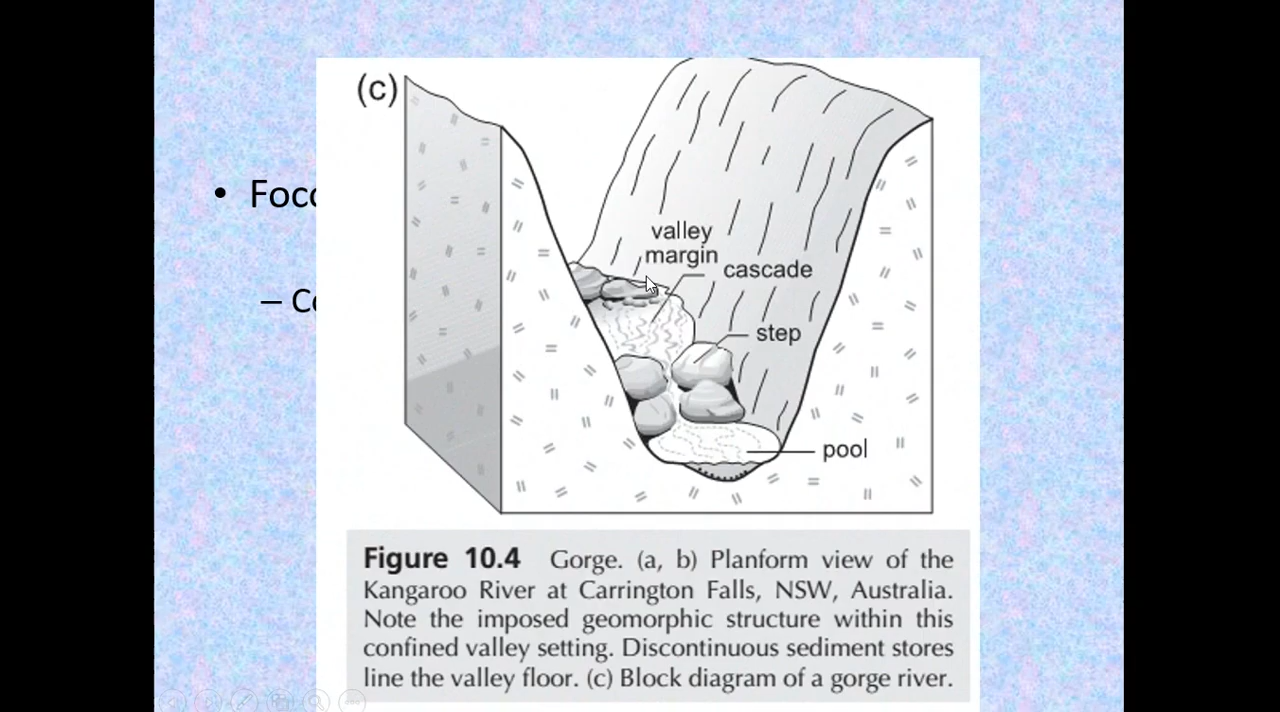 (c)
• Foco
– Co
valley
margin
cascade
step
pool
Figure 10.4 Gorge. (a, b) Planform view of the
Kangaroo River at Carrington Falls, NSW, Australia.
Note the imposed geomorphic structure within this
confined valley setting. Discontinuous sediment stores
line the valley floor. (c) Block diagram of a gorge river.